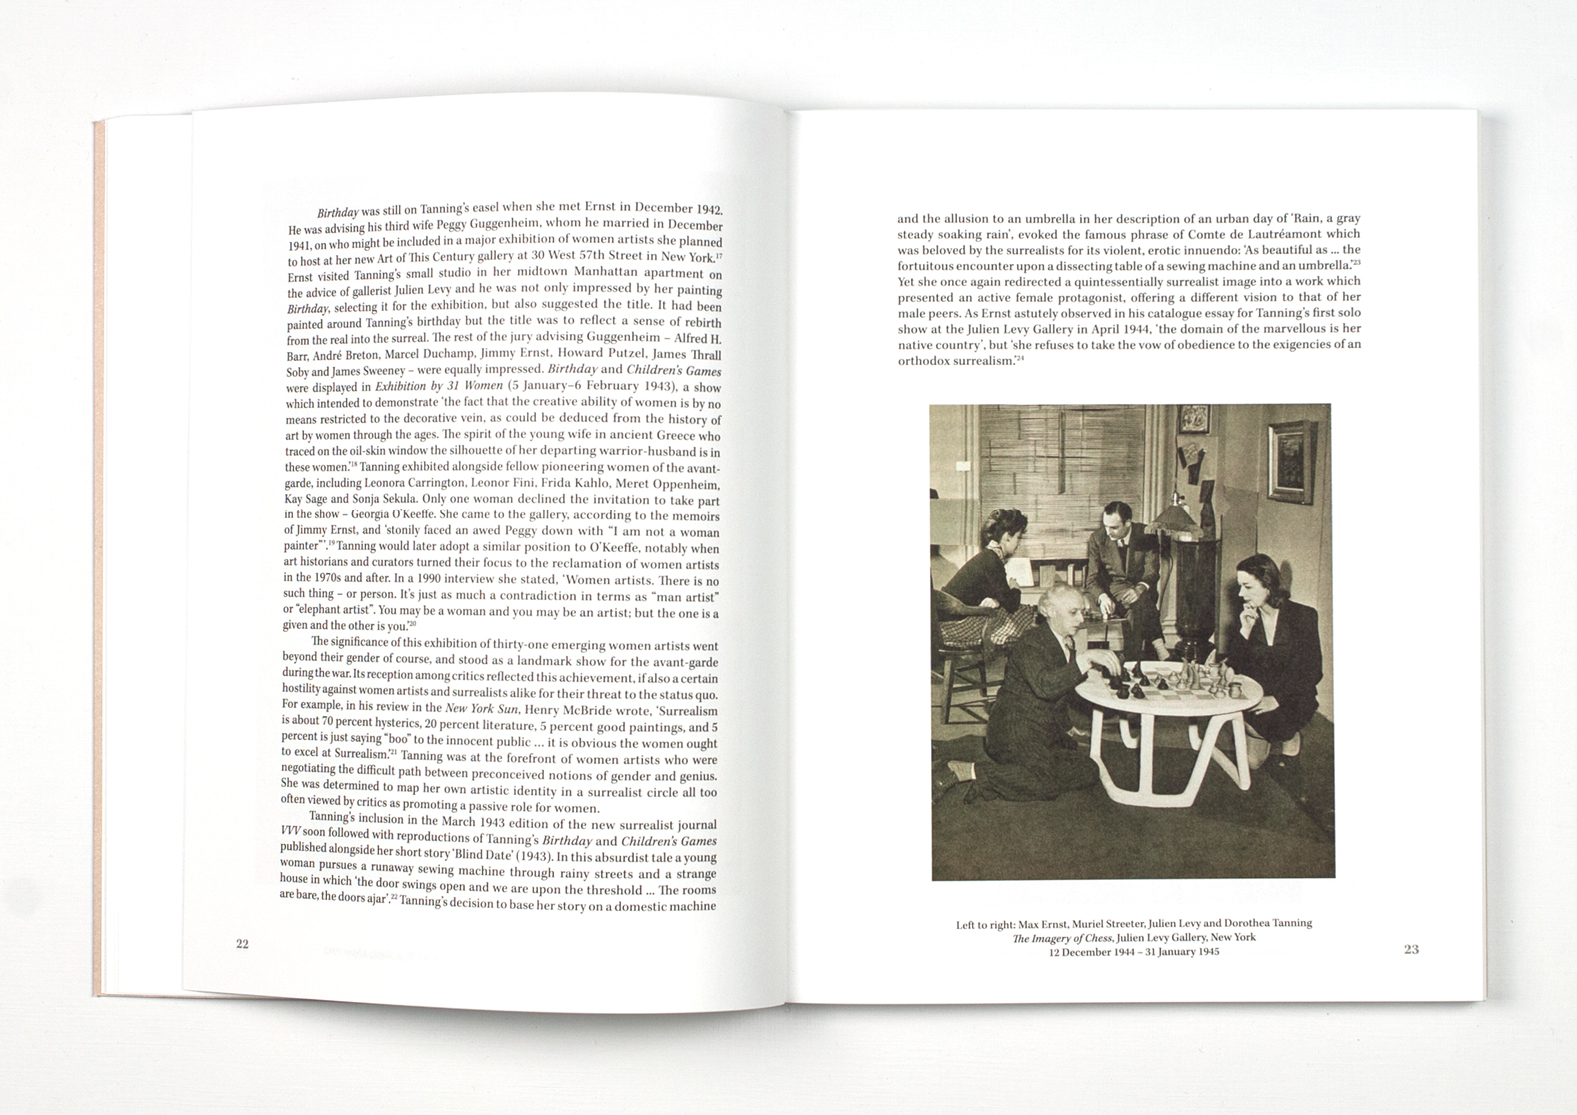 Birthday was still on Tanning's easel when she met Ernst in December 1942.
He was advising his third wife Peggy Guggenheim, whom he married in December
1941, on who might be included in a major exhibition of women artists she planned
to host at her new Art of This Century gallery at 30 West 57th Street in New York.¹⁷
Ernst visited Tanning's small studio in her midtown Manhattan apartment on
the advice of gallerist Julien Levy and he was not only impressed by her painting
Birthday, selecting it for the exhibition, but also suggested the title. It had been
painted around Tanning's birthday but the title was to reflect a sense of rebirth
from the real into the surreal. The rest of the jury advising Guggenheim – Alfred H.
Barr, André Breton, Marcel Duchamp, Jimmy Ernst, Howard Putzel, James Thrall
Soby and James Sweeney – were equally impressed. Birthday and Children's Games
were displayed in Exhibition by 31 Women (5 January–6 February 1943), a show
which intended to demonstrate 'the fact that the creative ability of women is by no
means restricted to the decorative vein, as could be deduced from the history of
art by women through the ages. The spirit of the young wife in ancient Greece who
traced on the oil-skin window the silhouette of her departing warrior-husband is in
these women.'¹⁸ Tanning exhibited alongside fellow pioneering women of the avant-
garde, including Leonora Carrington, Leonor Fini, Frida Kahlo, Meret Oppenheim,
Kay Sage and Sonja Sekula. Only one woman declined the invitation to take part
in the show – Georgia O'Keeffe. She came to the gallery, according to the memoirs
of Jimmy Ernst, and 'stonily faced an awed Peggy down with "I am not a woman
painter"'.¹⁹ Tanning would later adopt a similar position to O'Keeffe, notably when
art historians and curators turned their focus to the reclamation of women artists
in the 1970s and after. In a 1990 interview she stated, 'Women artists. There is no
such thing – or person. It's just as much a contradiction in terms as "man artist"
or "elephant artist". You may be a woman and you may be an artist; but the one is a
given and the other is you.'²⁰
The significance of this exhibition of thirty-one emerging women artists went
beyond their gender of course, and stood as a landmark show for the avant-garde
during the war. Its reception among critics reflected this achievement, if also a certain
hostility against women artists and surrealists alike for their threat to the status quo.
For example, in his review in the New York Sun, Henry McBride wrote, 'Surrealism
is about 70 percent hysterics, 20 percent literature, 5 percent good paintings, and 5
percent is just saying "boo" to the innocent public ... it is obvious the women ought
to excel at Surrealism.'²¹ Tanning was at the forefront of women artists who were
negotiating the difficult path between preconceived notions of gender and genius.
She was determined to map her own artistic identity in a surrealist circle all too
often viewed by critics as promoting a passive role for women.
Tanning's inclusion in the March 1943 edition of the new surrealist journal
VVV soon followed with reproductions of Tanning's Birthday and Children's Games
published alongside her short story 'Blind Date' (1943). In this absurdist tale a young
woman pursues a runaway sewing machine through rainy streets and a strange
house in which 'the door swings open and we are upon the threshold ... The rooms
are bare, the doors ajar'.²² Tanning's decision to base her story on a domestic machine
22
and the allusion to an umbrella in her description of an urban day of 'Rain, a gray
steady soaking rain', evoked the famous phrase of Comte de Lautréamont which
was beloved by the surrealists for its violent, erotic innuendo: 'As beautiful as ... the
fortuitous encounter upon a dissecting table of a sewing machine and an umbrella.'²³
Yet she once again redirected a quintessentially surrealist image into a work which
presented an active female protagonist, offering a different vision to that of her
male peers. As Ernst astutely observed in his catalogue essay for Tanning's first solo
show at the Julien Levy Gallery in April 1944, 'the domain of the marvellous is her
native country', but 'she refuses to take the vow of obedience to the exigencies of an
orthodox surrealism.'²⁴
Left to right: Max Ernst, Muriel Streeter, Julien Levy and Dorothea Tanning
The Imagery of Chess, Julien Levy Gallery, New York
12 December 1944 – 31 January 1945
23